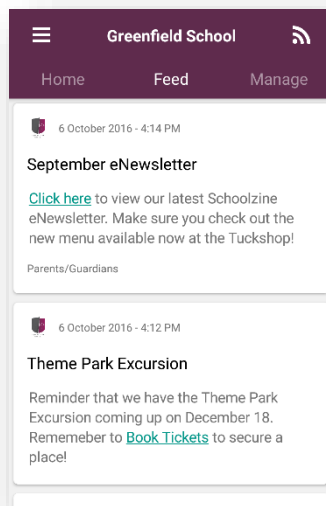 Greenfield School
Home Feed Manage
6 October 2016 - 4:14 PM
September eNewsletter
Click here to view our latest Schoolzine
eNewsletter. Make sure you check out the
new menu available now at the Tuckshop!
Parents/Guardians
6 October 2016 - 4:12 PM
Theme Park Excursion
Reminder that we have the Theme Park
Excursion coming up on December 18.
Rememeber to Book Tickets to secure a
place!